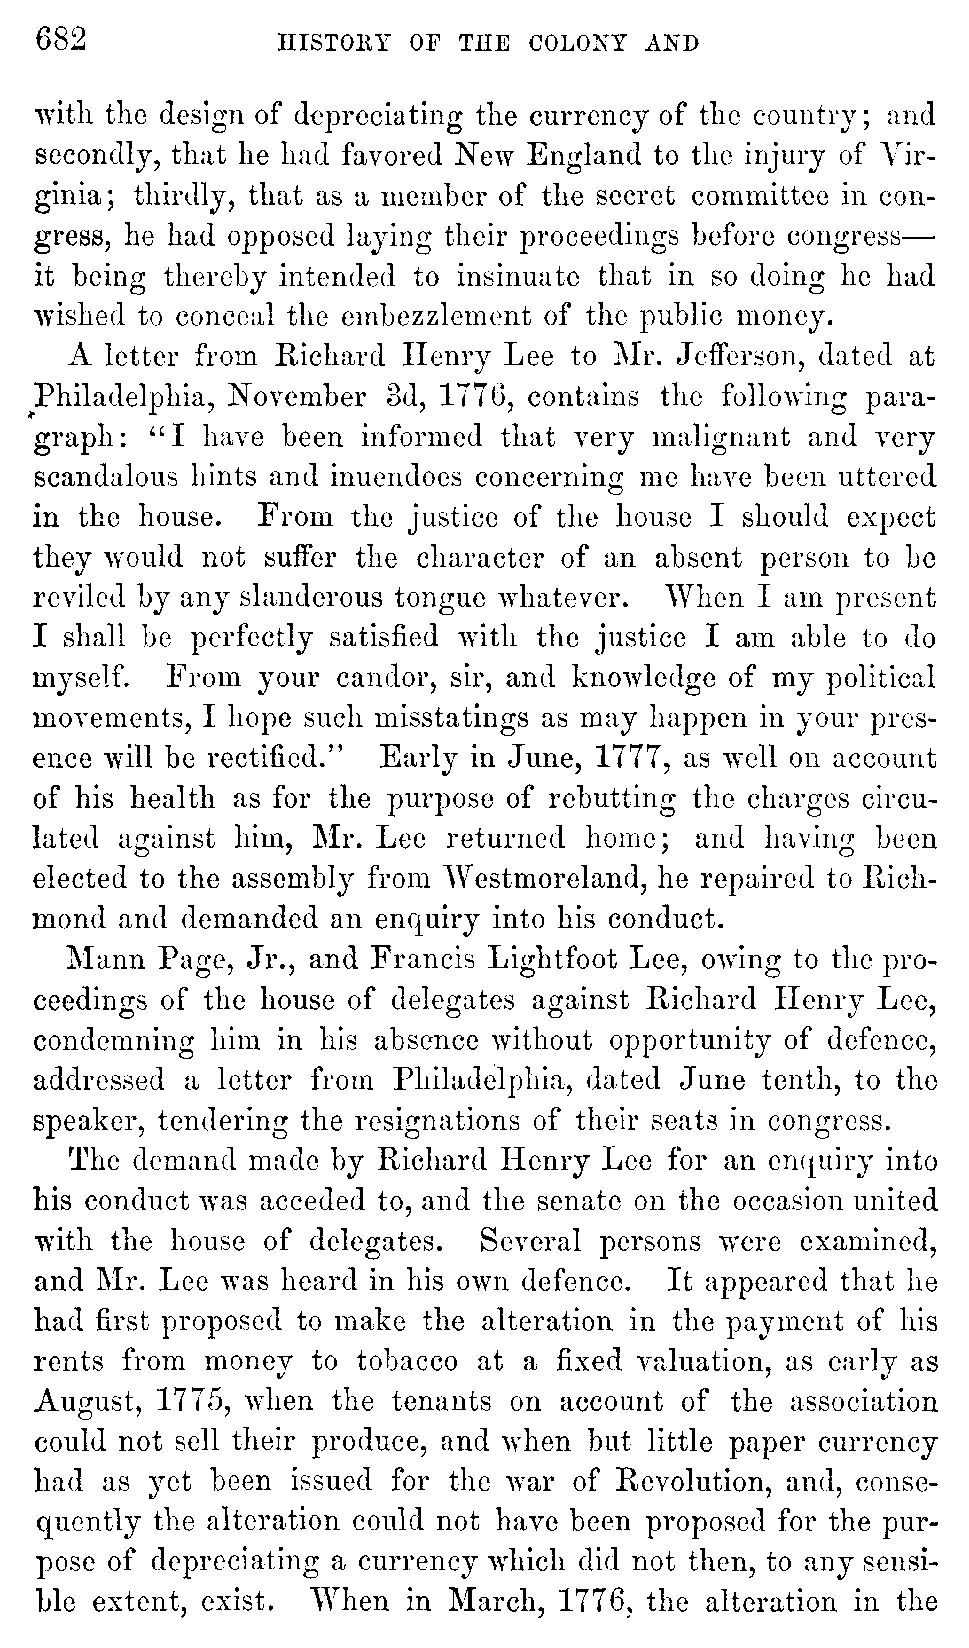 682 HISTORY OF THE COLONY AND
with the design of depreciating the currency of the country; and
secondly, that he had favored New England to the injury of Vir-
ginia; thirdly, that as a member of the secret committee in con-
gress, he had opposed laying their proceedings before congress—
it being thereby intended to insinuate that in so doing he had
wished to conceal the embezzlement of the public money.
A letter from Richard Henry Lee to Mr. Jefferson, dated at
Philadelphia, November 3d, 1776, contains the following para-
graph: “I have been informed that very malignant and very
scandalous hints and inuendoes concerning me have been uttered
in the house. From the justice of the house I should expect
they would not suffer the character of an absent person to be
reviled by any slanderous tongue whatever. When I am present
I shall be perfectly satisfied with the justice I am able to do
myself. From your candor, sir, and knowledge of my political
movements, I hope such misstatings as may happen in your pres-
ence will be rectified.” Early in June, 1777, as well on account
of his health as for the purpose of rebutting the charges circu-
lated against him, Mr. Lee returned home; and having been
elected to the assembly from Westmoreland, he repaired to Rich-
mond and demanded an enquiry into his conduct.
Mann Page, Jr., and Francis Lightfoot Lee, owing to the pro-
ceedings of the house of delegates against Richard Henry Lee,
condemning him in his absence without opportunity of defence,
addressed a letter from Philadelphia, dated June tenth, to the
speaker, tendering the resignations of their seats in congress.
The demand made by Richard Henry Lee for an enquiry into
his conduct was acceded to, and the senate on the occasion united
with the house of delegates. Several persons were examined,
and Mr. Lee was heard in his own defence. It appeared that he
had first proposed to make the alteration in the payment of his
rents from money to tobacco at a fixed valuation, as early as
August, 1775, when the tenants on account of the association
could not sell their produce, and when but little paper currency
had as yet been issued for the war of Revolution, and, conse-
quently the alteration could not have been proposed for the pur-
pose of depreciating a currency which did not then, to any sensi-
ble extent, exist. When in March, 1776, the alteration in the